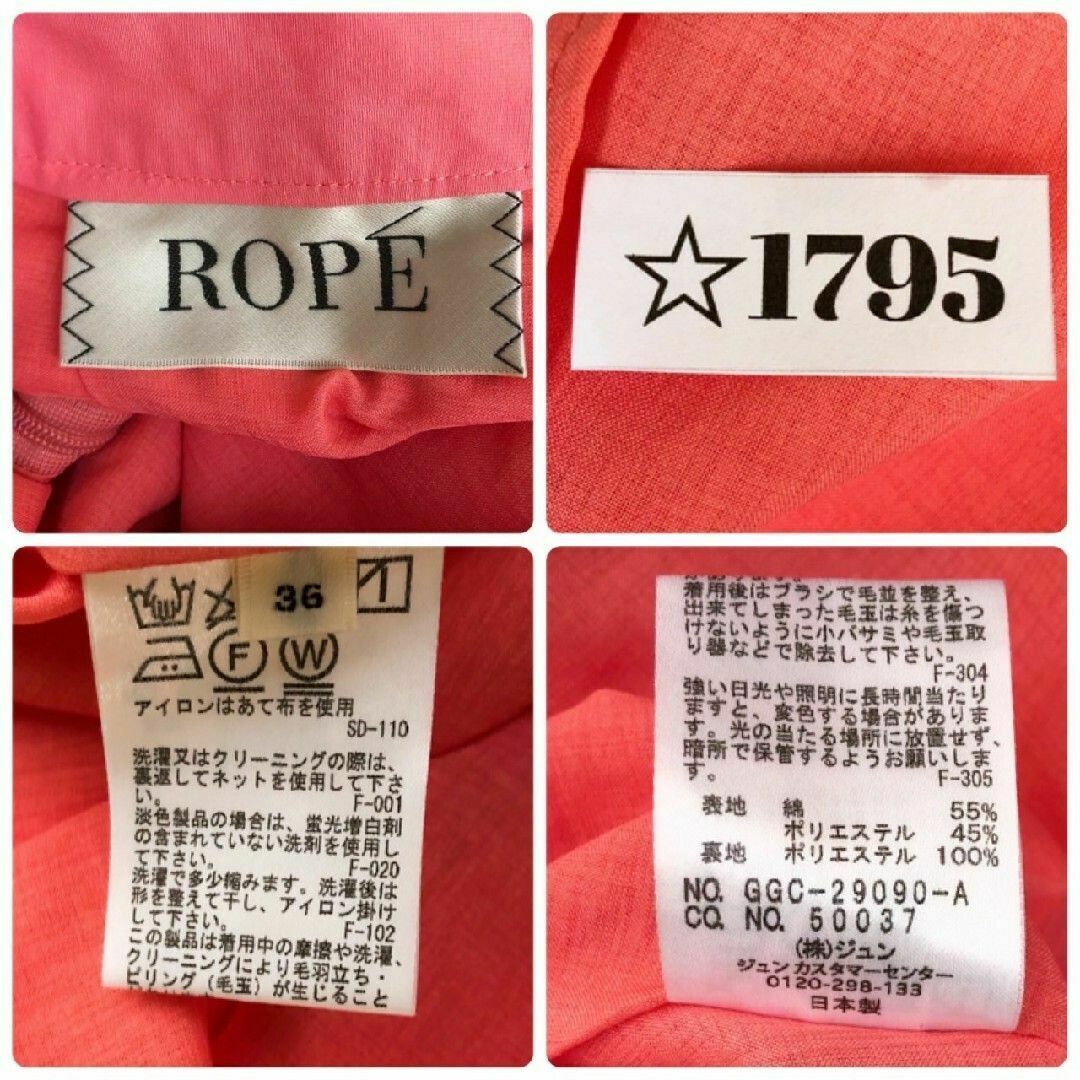 ROPÉ
☆1795
36
F
W
アイロンはあて布を使用
SD-110
洗濯又はクリーニングの際は、
裏返してネットを使用して下さ
い。 F-001
淡色製品の場合は、蛍光増白剤
の含まれていない洗剤を使用し
て下さい。 F-020
洗濯で多少縮みます。洗濯後は
形を整えて干し、アイロン掛け
して下さい。 F-102
この製品は着用中の摩擦や洗濯、
クリーニングにより毛羽立ち・
ピリング(毛玉)が生じること
着用後はブラシで毛並を整え、
出来てしまった毛玉は糸を傷つ
けないように小バサミや毛玉取
り器などで除去して下さい。
F-304
強い日光や照明に長時間当たり
ますと、変色する場合がありま
す。光の当たる場所に放置せず、
暗所で保管するようお願いしま
す。 F-305
表地 綿 55%
ポリエステル 45%
裏地 ポリエステル 100%
NO. GGC-29090-A
CO. NO. 50037
(株)ジュン
ジュンカスタマーセンター
0120-298-133
日本製